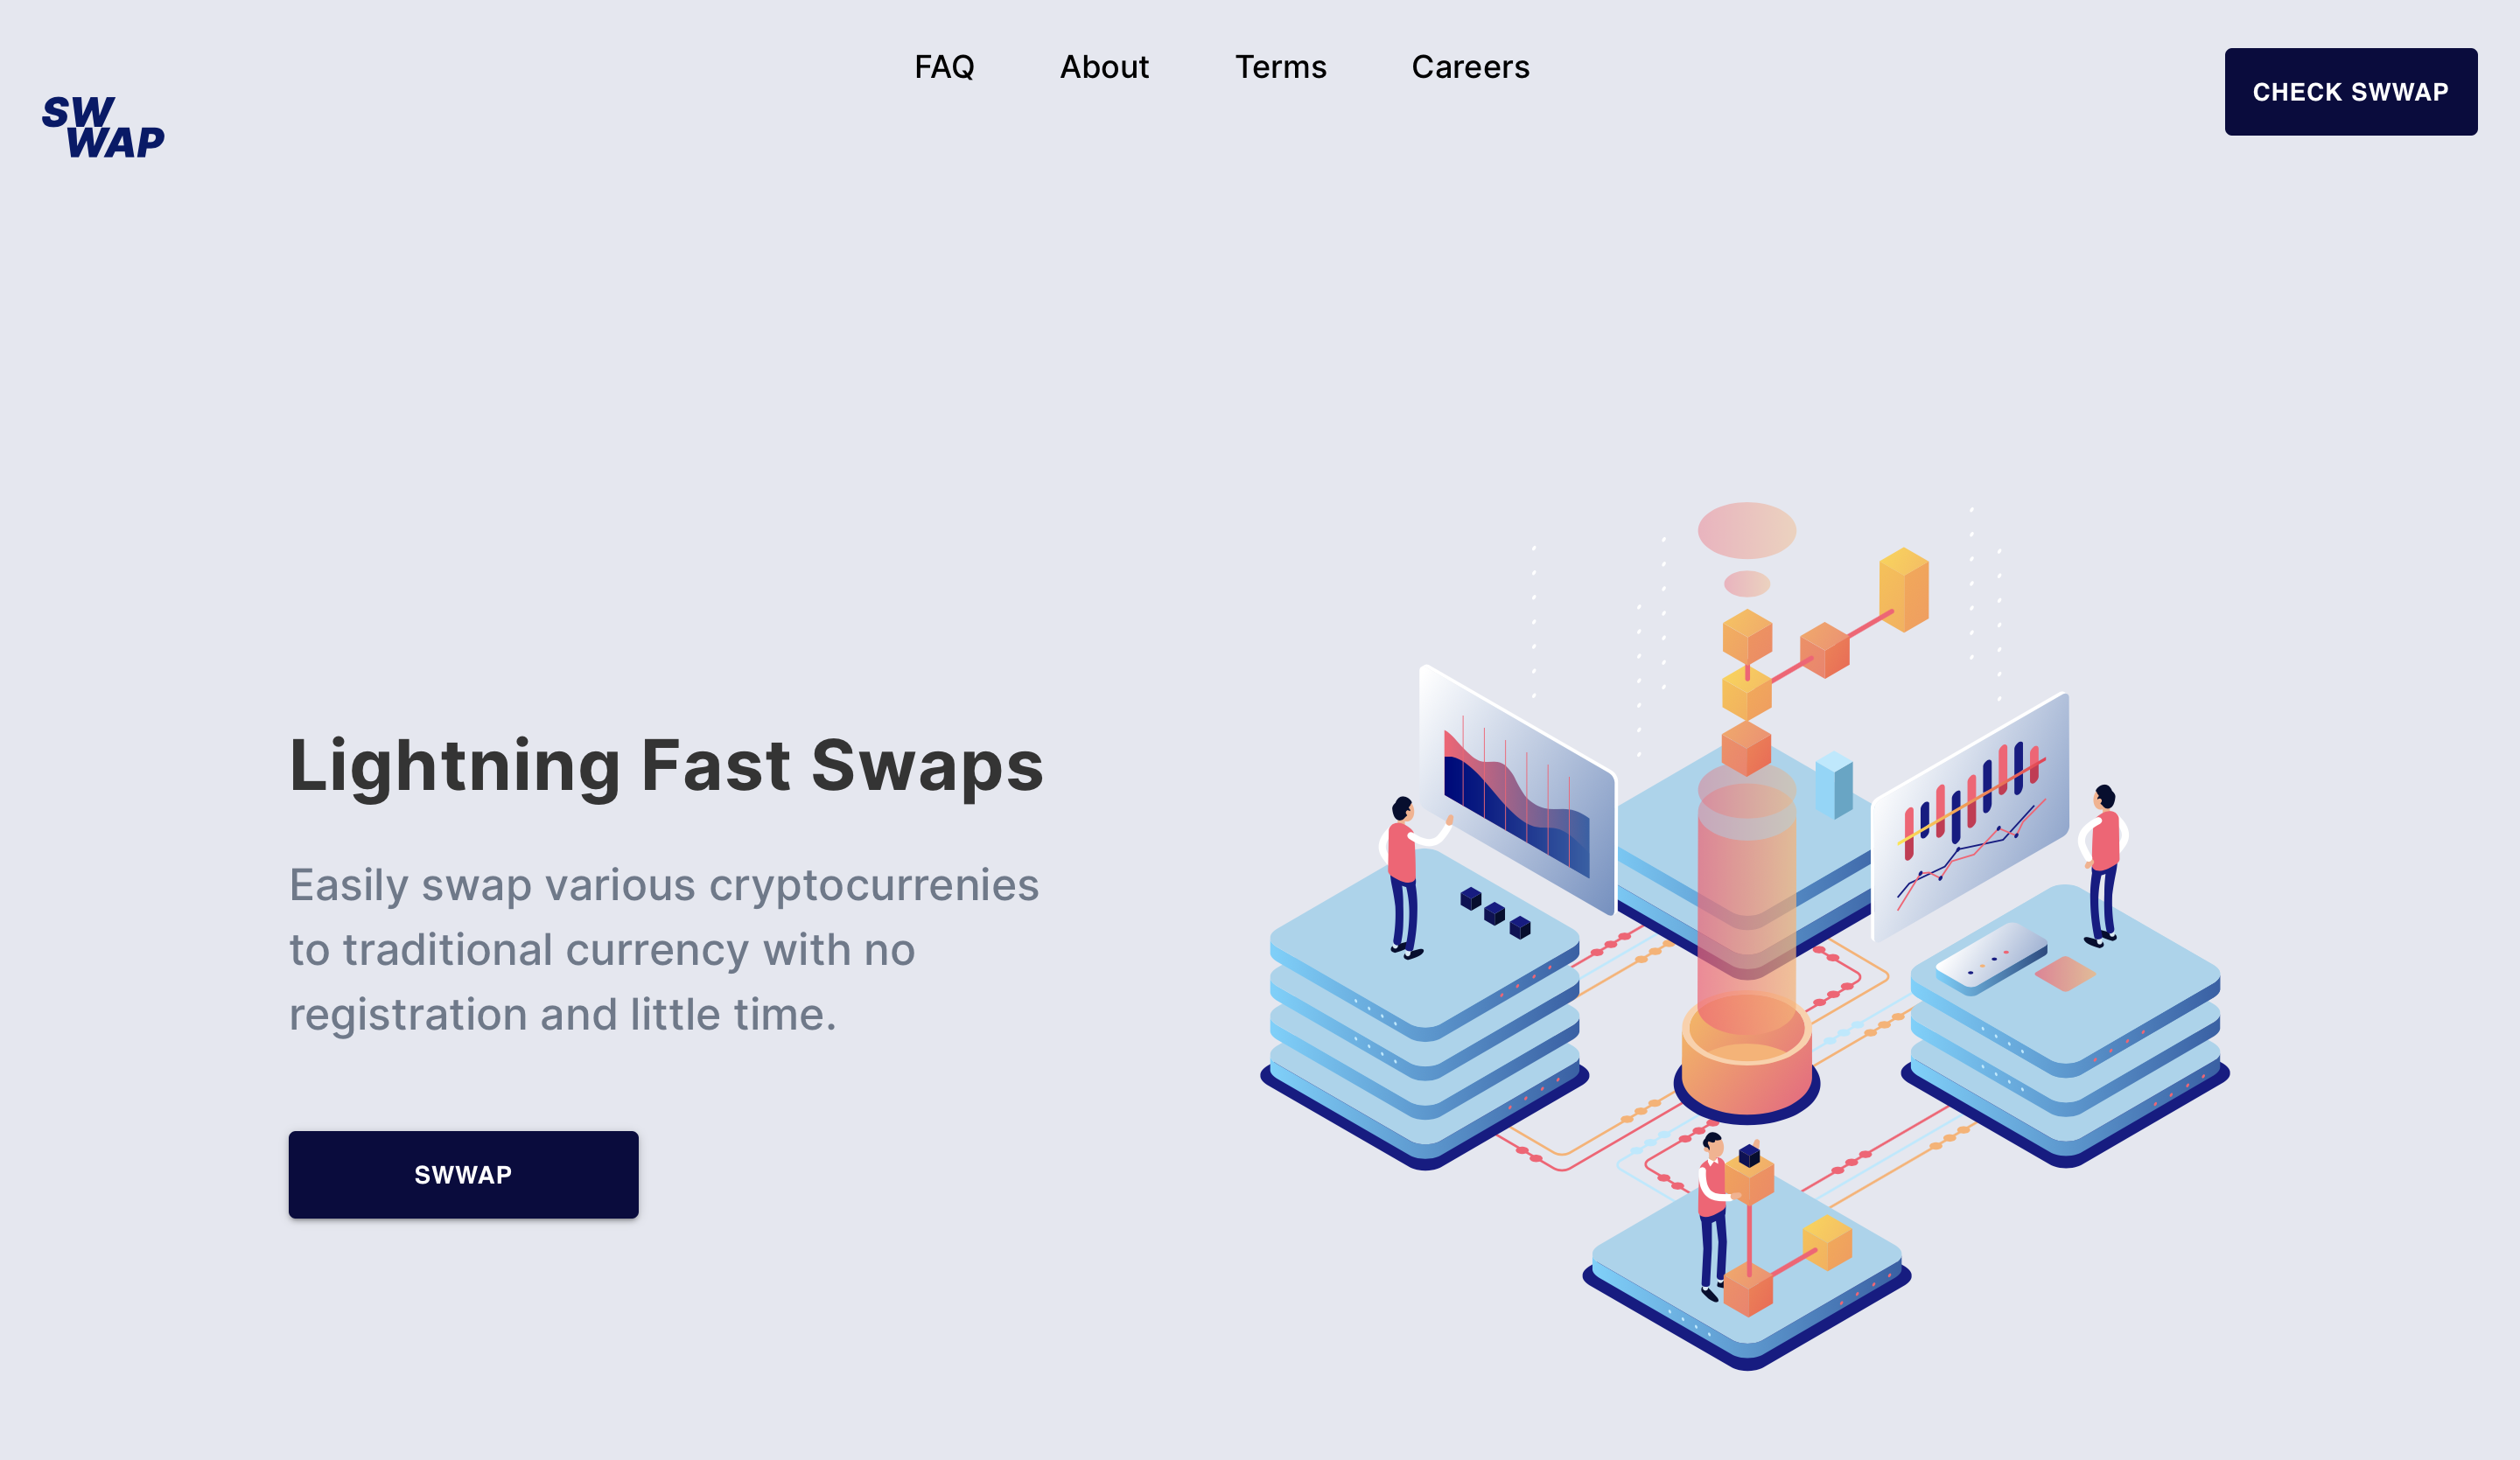 SW
WAP
FAQ About Terms Careers
CHECK SWWAP
Lightning Fast Swaps
Easily swap various cryptocurrenies
to traditional currency with no
registration and little time.
SWWAP